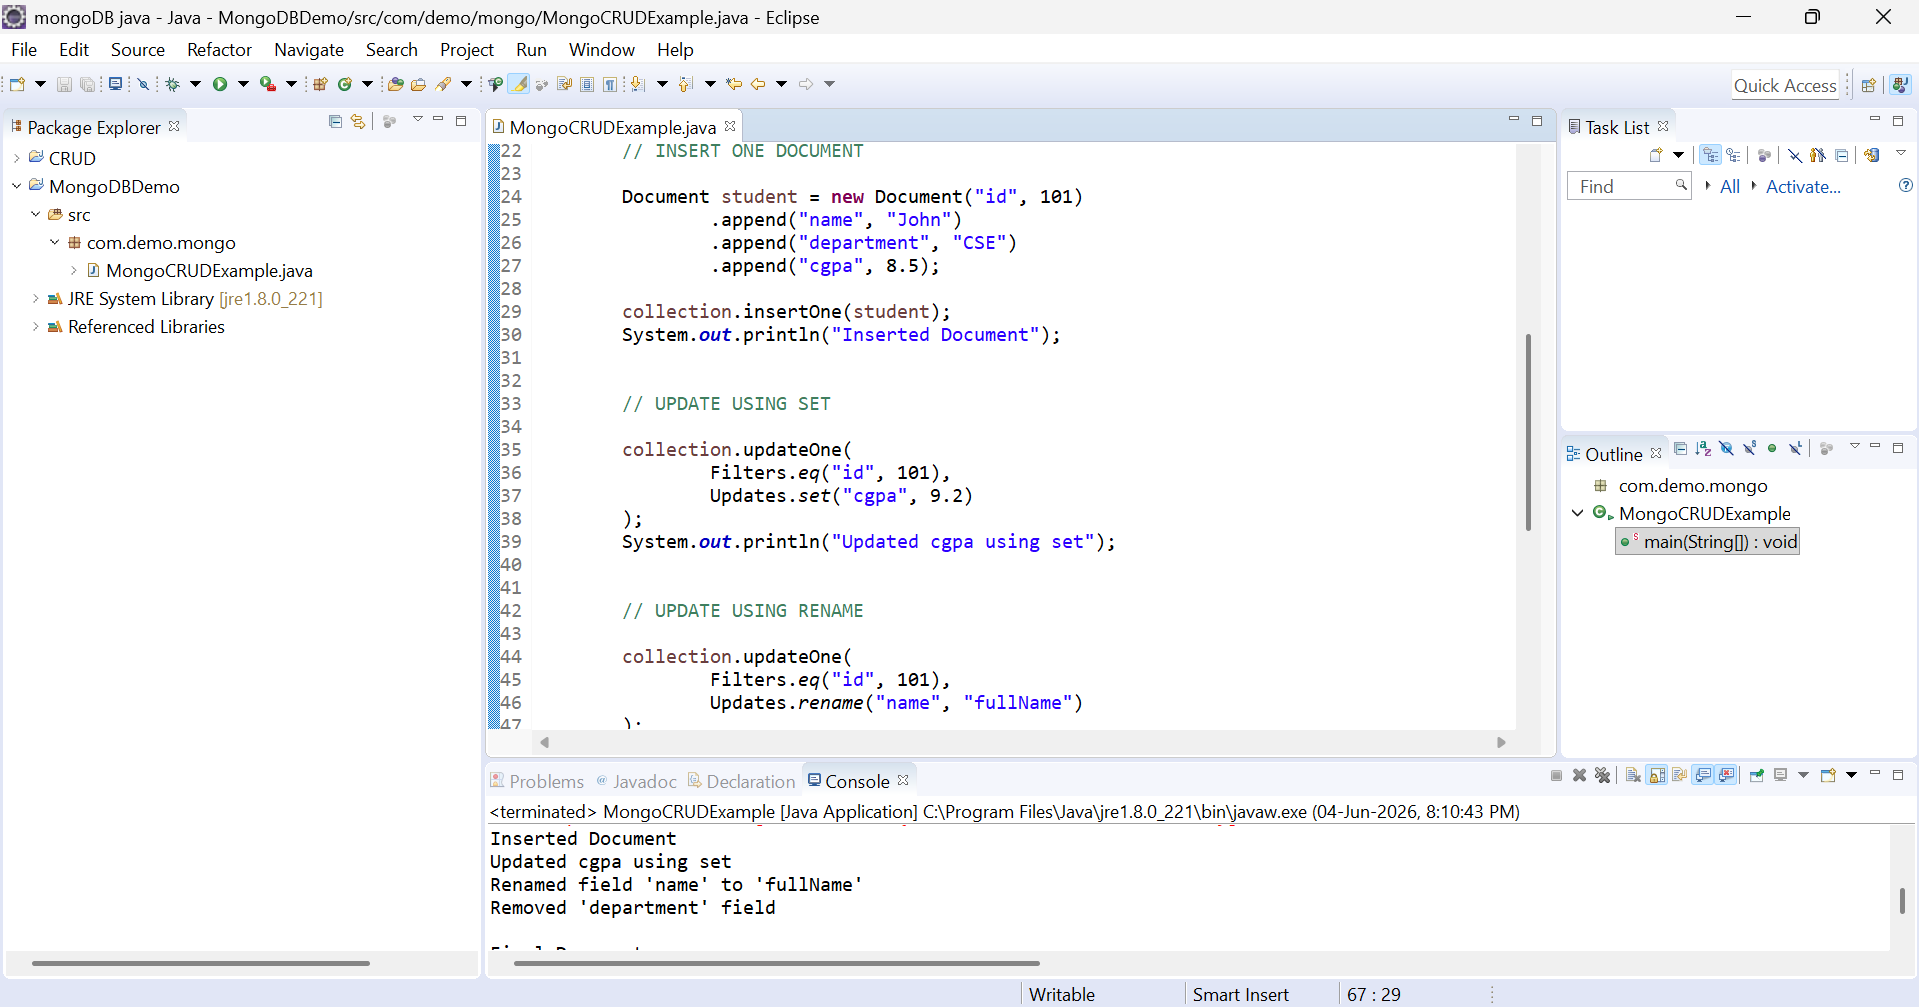 mongoDB java - Java - MongoDBDemo/src/com/demo/mongo/MongoCRUDExample.java - Eclipse
File Edit Source Refactor Navigate Search Project Run Window Help
Quick Access
Package Explorer
CRUD
MongoDBDemo
src
com.demo.mongo
MongoCRUDExample.java
JRE System Library [jre1.8.0_221]
Referenced Libraries
MongoCRUDExample.java
22 // INSERT ONE DOCUMENT
23
24 Document student = new Document("id", 101)
25 .append("name", "John")
26 .append("department", "CSE")
27 .append("cgpa", 8.5);
28
29 collection.insertOne(student);
30 System.out.println("Inserted Document");
31
32
33 // UPDATE USING SET
34
35 collection.updateOne(
36 Filters.eq("id", 101),
37 Updates.set("cgpa", 9.2)
38 );
39 System.out.println("Updated cgpa using set");
40
41
42 // UPDATE USING RENAME
43
44 collection.updateOne(
45 Filters.eq("id", 101),
46 Updates.rename("name", "fullName")
47 );
Task List
Find All Activate...
Outline
com.demo.mongo
MongoCRUDExample
main(String[]) : void
Problems Javadoc Declaration Console
<terminated> MongoCRUDExample [Java Application] C:\Program Files\Java\jre1.8.0_221\bin\javaw.exe (04-Jun-2026, 8:10:43 PM)
Inserted Document
Updated cgpa using set
Renamed field 'name' to 'fullName'
Removed 'department' field
Writable Smart Insert 67 : 29